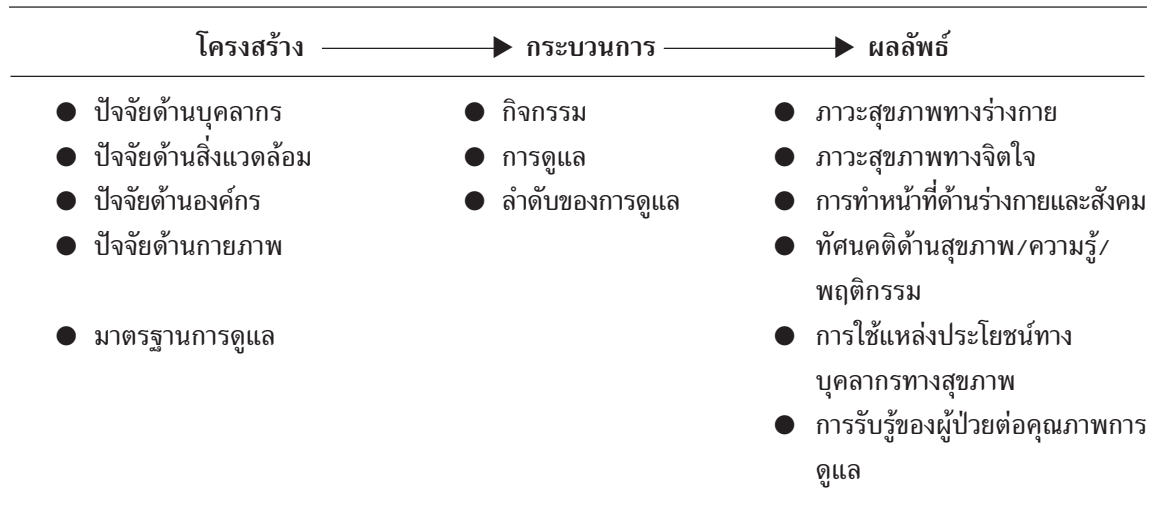 โครงสร้าง กระบวนการ ผลลัพธ์
● ปัจจัยด้านบุคลากร
● ปัจจัยด้านสิ่งแวดล้อม
● ปัจจัยด้านองค์กร
● ปัจจัยด้านกายภาพ
● มาตรฐานการดูแล
● กิจกรรม
● การดูแล
● ลำดับของการดูแล
● ภาวะสุขภาพทางร่างกาย
● ภาวะสุขภาพทางจิตใจ
● การทำหน้าที่ด้านร่างกายและสังคม
● ทัศนคติด้านสุขภาพ/ความรู้/
พฤติกรรม
● การใช้แหล่งประโยชน์ทาง
บุคลากรทางสุขภาพ
● การรับรู้ของผู้ป่วยต่อคุณภาพการ
ดูแล